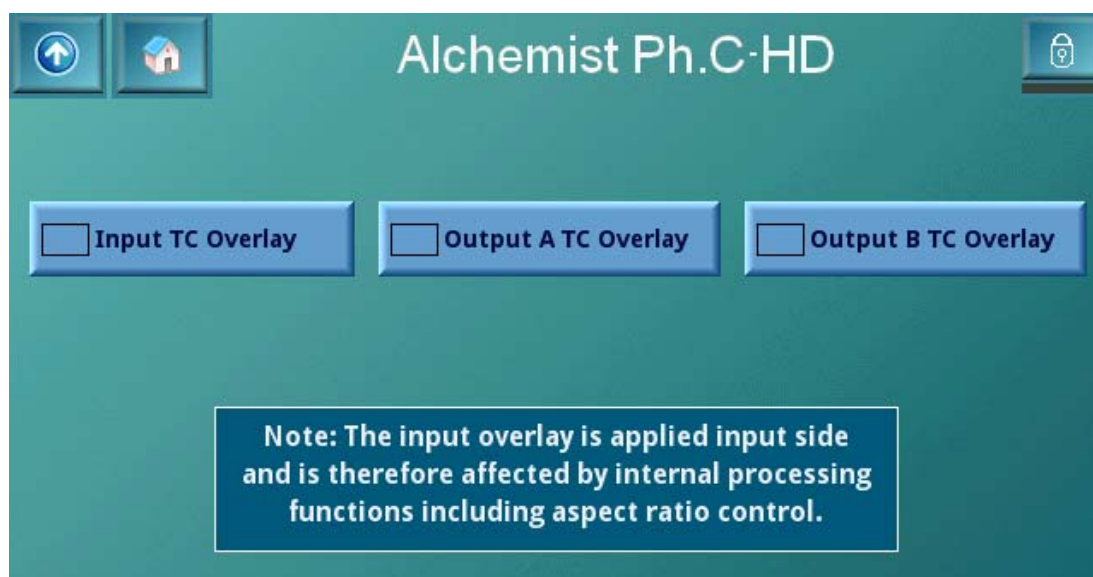 Alchemist Ph.C-HD
Input TC Overlay
Output A TC Overlay
Output B TC Overlay
Note: The input overlay is applied input side
and is therefore affected by internal processing
functions including aspect ratio control.